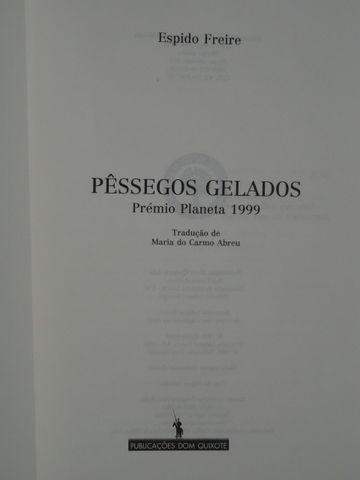 Espido Freire
PÊSSEGOS GELADOS
Prémio Planeta 1999
Tradução de
Maria do Carmo Abreu
PUBLICAÇÕES DOM QUIXOTE